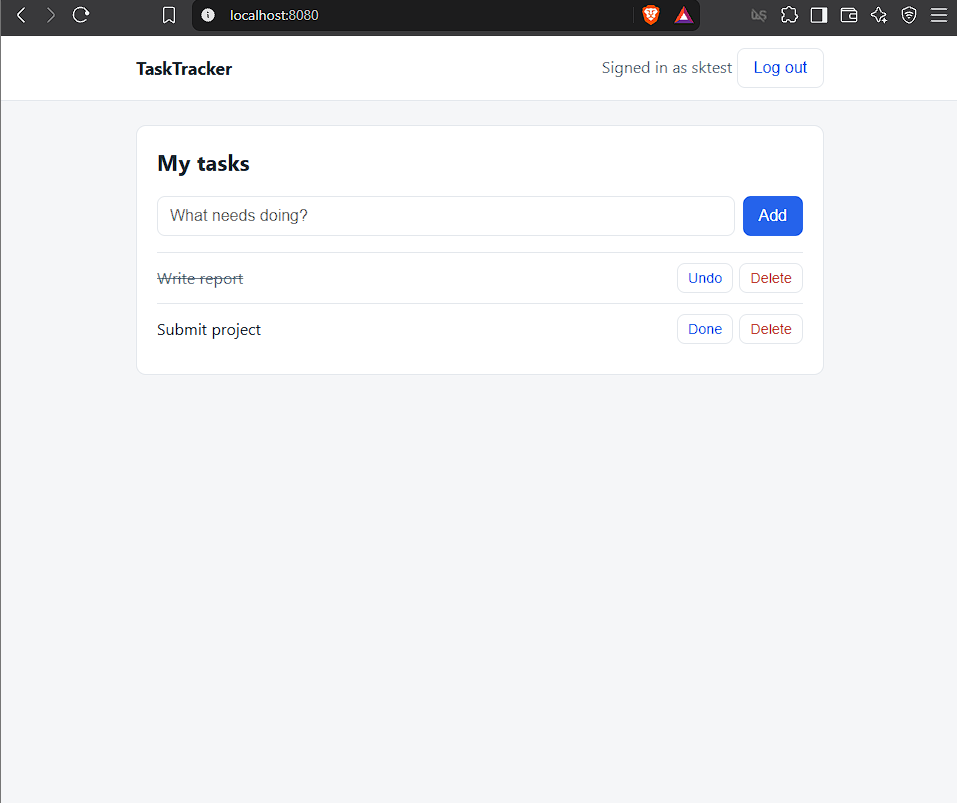 localhost:8080
TaskTracker
Signed in as sktest Log out
My tasks
What needs doing? Add
Write report Undo Delete
Submit project Done Delete